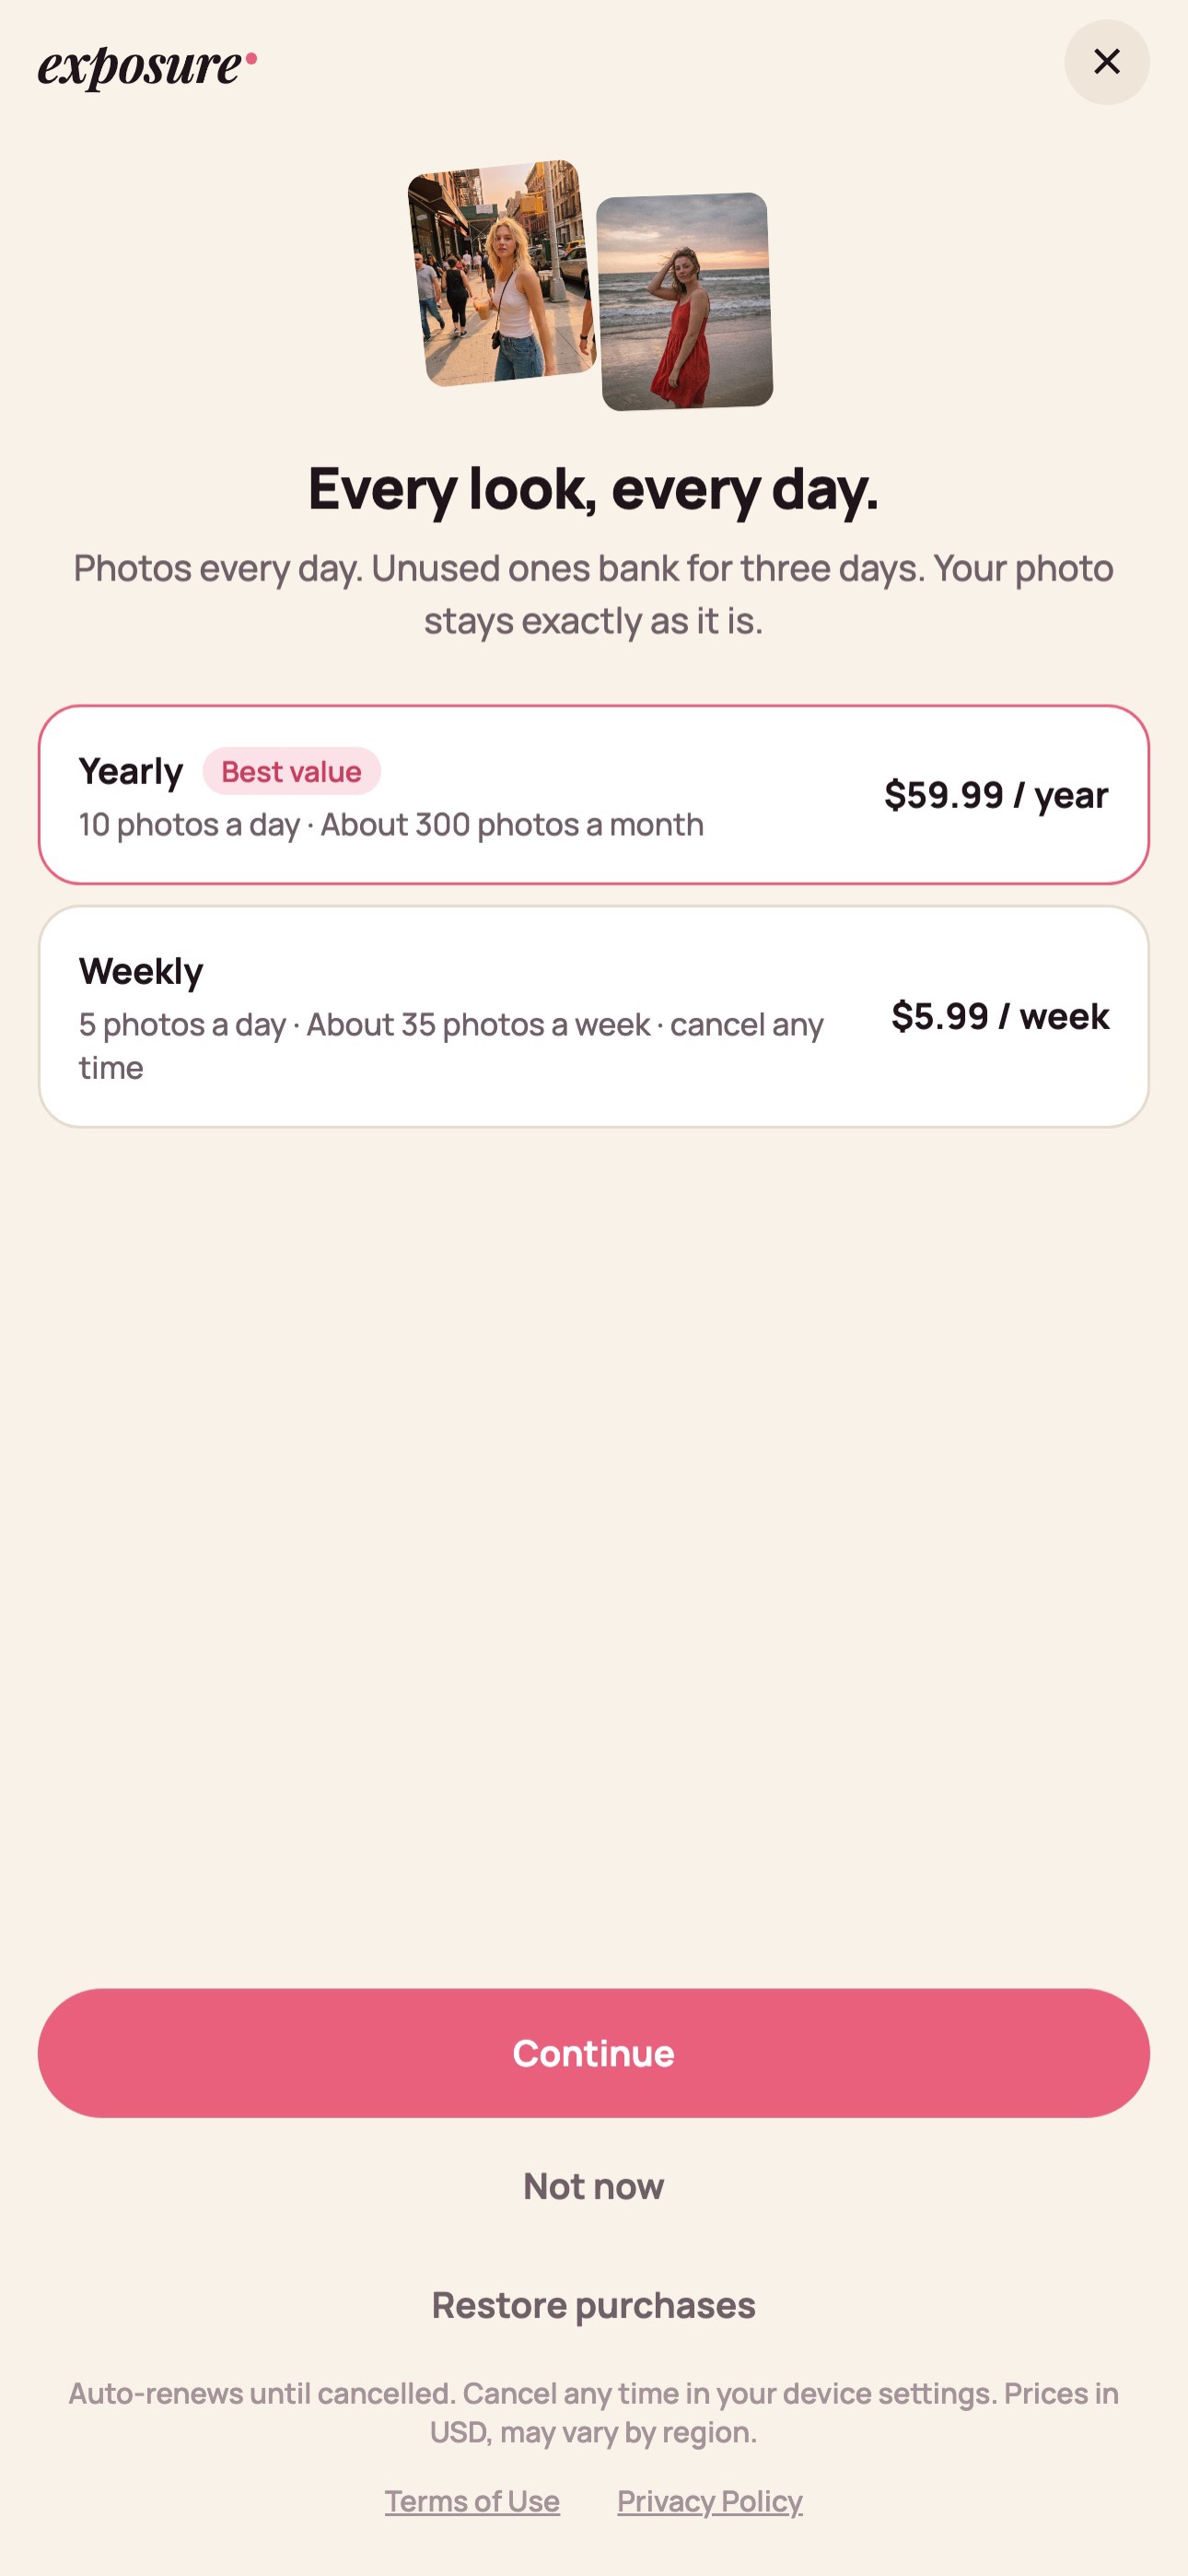 exposure
Every look, every day.
Photos every day. Unused ones bank for three days. Your photo
stays exactly as it is.
Yearly Best value
10 photos a day · About 300 photos a month
$59.99 / year
Weekly
5 photos a day · About 35 photos a week · cancel any
time
$5.99 / week
Continue
Not now
Restore purchases
Auto-renews until cancelled. Cancel any time in your device settings. Prices in
USD, may vary by region.
Terms of Use Privacy Policy